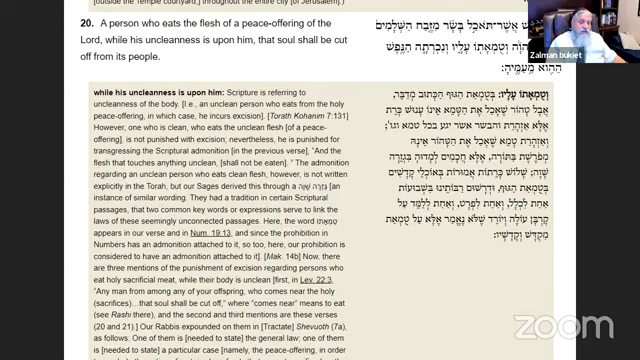 [outside the Temple courtyard,] throughout the entire city [of Jerusalem].)
20. A person who eats the flesh of a peace-offering of the
Lord, while his uncleanness is upon him, that soul shall be cut
off from its people.
אֲשֶׁר־תֹּאכַ֣ל בָּשָׂ֗ר מִזֶּ֤בַח הַשְּׁלָמִים֙
וְטֻמְאָת֖וֹ עָלָ֑יו וְנִכְרְתָ֛ה הַנֶּ֥פֶשׁ
הַהִ֖וא מֵעַמֶּֽיהָ׃
Zalman bukiet
while his uncleanness is upon him: Scripture is referring to
uncleanness of the body. [I.e., an unclean person who eats from the holy
peace-offering, in which case, he incurs excision]. [Torath Kohanim 7:131]
However, one who is clean, who eats the unclean flesh [of a peace-
offering], is not punished with excision; nevertheless, he is punished for
transgressing the Scriptural admonition [in the previous verse], "And the
flesh that touches anything unclean, [shall not be eaten]. " The admonition
regarding an unclean person who eats clean flesh, however, is not written
explicitly in the Torah, but our Sages derived this through a גְּזֵרָה שָׁוָה [an
instance of similar wording. They had a tradition in certain Scriptural
passages, that two common key words or expressions serve to link the
laws of these seemingly unconnected passages. Here, the word טֻמְאָתוֹ
appears in our verse and in Num. 19:13, and since the prohibition in
Numbers has an admonition attached to it, so too, here, our prohibition is
considered to have an admonition attached to it]. [Mak. 14b] Now, there
are three mentions of the punishment of excision regarding persons who
eat holy sacrificial meat, while their body is unclean [first, in Lev. 22:3,
"Any man from among any of your offspring, who comes near the holy
(sacrifices)…that soul shall be cut off," where "comes near" means to eat
(see Rashi there), and the second and third mentions are these verses
(20 and 21).] Our Rabbis expounded on them in [Tractate] Shevuoth (7a),
as follows: One of them is [needed to state] the general law; one of them
is [needed to state] a particular case [namely, the peace-offering, in
וְטֻמְאָתוֹ עָלָיו: בְּטֻמְאַת הַגּוּף הַכָּתוּב מְדַבֵּר,
אֲבָל טָהוֹר שֶׁאָכַל אֶת הַטָּמֵא אֵינוֹ עָנוּשׁ כָּרֵת
אֶלָּא אַזְהָרַת וְהַבָּשָׂר אֲשֶׁר יִגַּע בְּכָל טָמֵא וגו',
וְאַזְהָרַת טָמֵא שֶׁאָכַל אֶת הַטָּהוֹר אֵינָהּ
מְפֹרֶשֶׁת בַּתּוֹרָה, אֶלָּא חֲכָמִים לְמָדוּהָ בִּגְזֵרָה
שָׁוָה; שָׁלֹשׁ כָּרֵתוֹת אֲמוּרוֹת בְּאוֹכְלֵי קָדָשִׁים
בְּטֻמְאַת הַגּוּף, וּדְרָשׁוּם רַבּוֹתֵינוּ בִּשְׁבוּעוֹת
אַחַת לִכְלָל, וְאַחַת לִפְרָט, וְאַחַת לְלַמֵּד עַל
קָרְבַּן עוֹלֶה וְיוֹרֵד שֶׁלֹּא נֶאֱמַר אֶלָּא עַל טֻמְאַת
מִקְדָּשׁ וְקָדָשָׁיו:
zoom